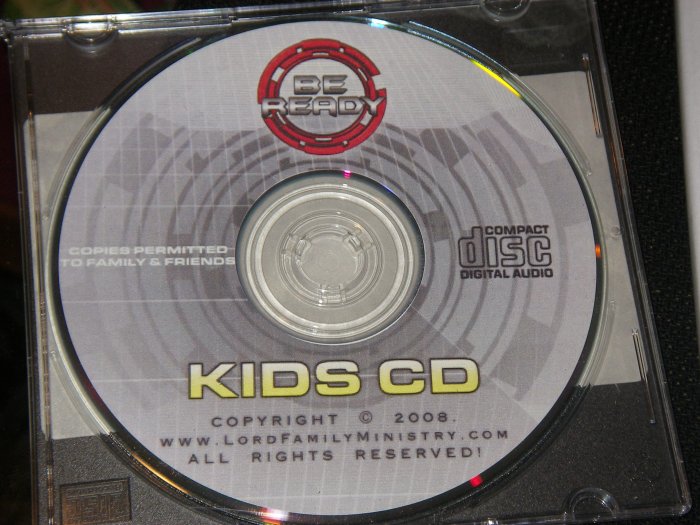 BE
READY
COPIES PERMITTED
TO FAMILY & FRIENDS
COMPACT
disc
DIGITAL AUDIO
KIDS CD
COPYRIGHT © 2008.
WWW.LORDFAMILYMINISTRY.COM
ALL RIGHTS RESERVED!